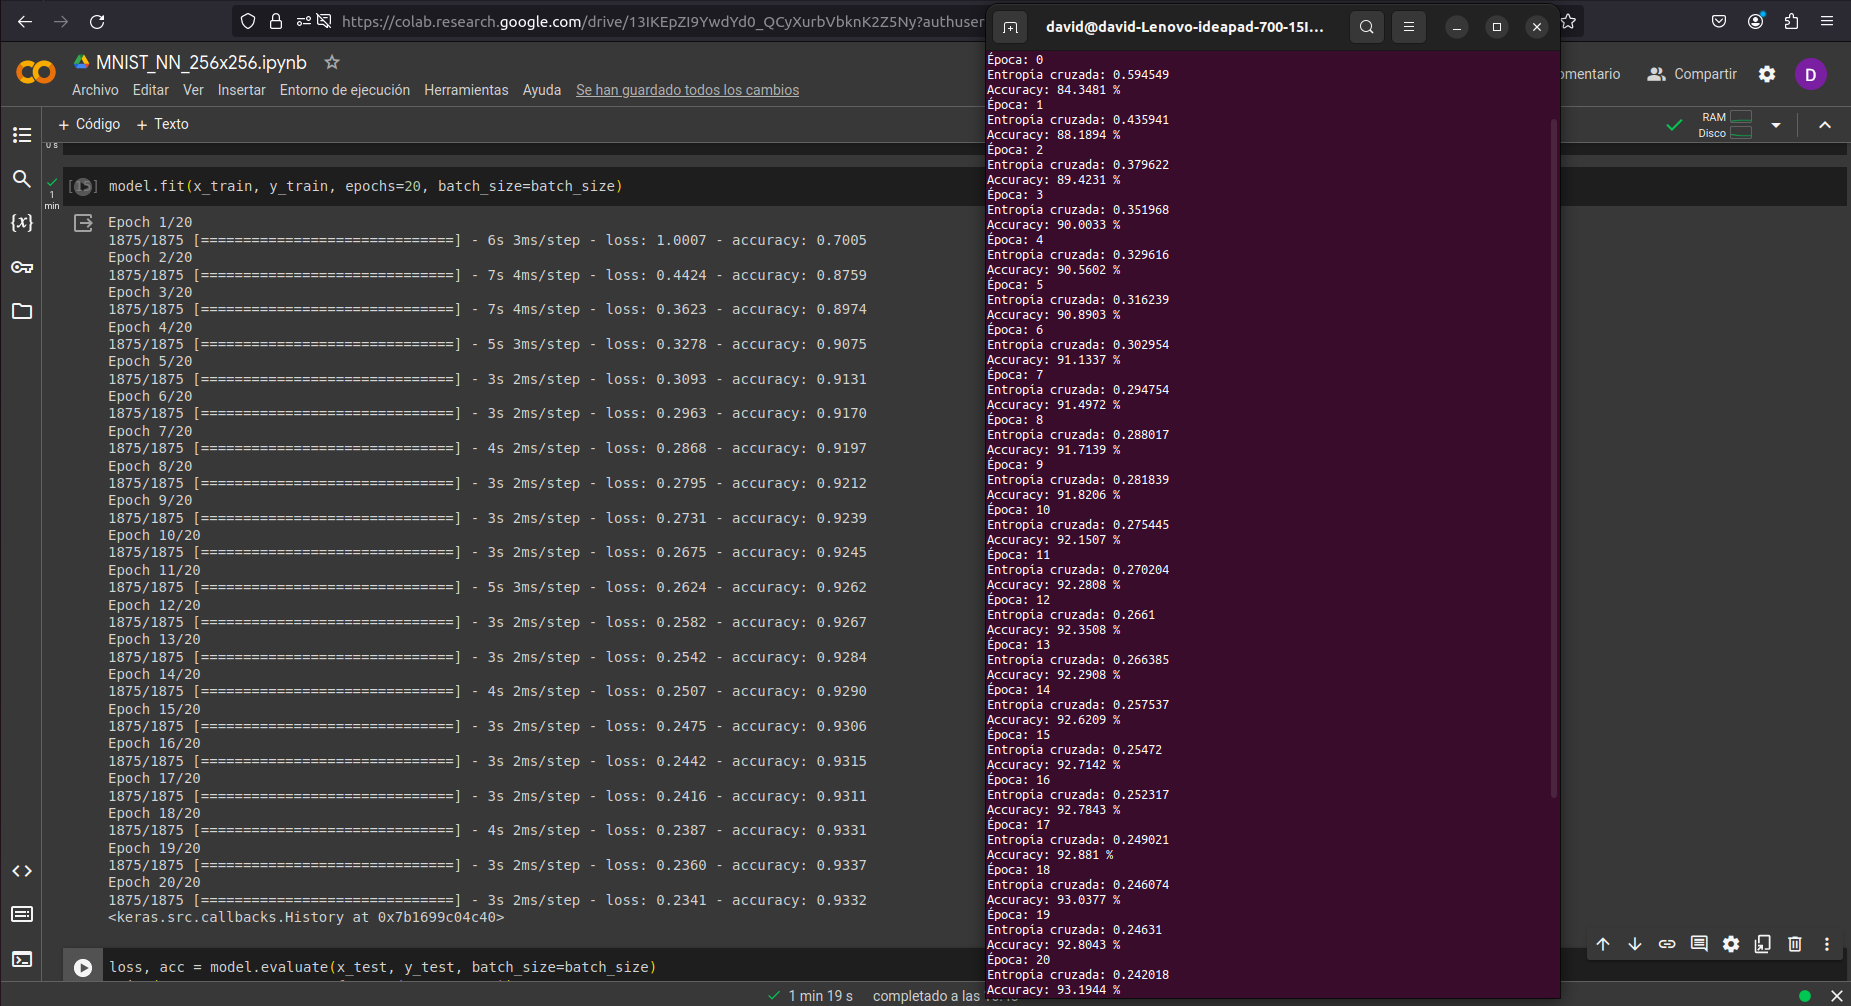 https://colab.research.google.com/drive/13IKEpZI9YwdYd0_QCyXurbVbknK2Z5Ny?authuser
MNIST_NN_256x256.ipynb
Archivo Editar Ver Insertar Entorno de ejecución Herramientas Ayuda Se han guardado todos los cambios
omentario Compartir D
+ Código + Texto
RAM
Disco
0 s
model.fit(x_train, y_train, epochs=20, batch_size=batch_size)
1
min
{x}
Epoch 1/20
1875/1875 [==============================] - 6s 3ms/step - loss: 1.0007 - accuracy: 0.7005
Epoch 2/20
1875/1875 [==============================] - 7s 4ms/step - loss: 0.4424 - accuracy: 0.8759
Epoch 3/20
1875/1875 [==============================] - 7s 4ms/step - loss: 0.3623 - accuracy: 0.8974
Epoch 4/20
1875/1875 [==============================] - 5s 3ms/step - loss: 0.3278 - accuracy: 0.9075
Epoch 5/20
1875/1875 [==============================] - 3s 2ms/step - loss: 0.3093 - accuracy: 0.9131
Epoch 6/20
1875/1875 [==============================] - 3s 2ms/step - loss: 0.2963 - accuracy: 0.9170
Epoch 7/20
1875/1875 [==============================] - 4s 2ms/step - loss: 0.2868 - accuracy: 0.9197
Epoch 8/20
1875/1875 [==============================] - 3s 2ms/step - loss: 0.2795 - accuracy: 0.9212
Epoch 9/20
1875/1875 [==============================] - 3s 2ms/step - loss: 0.2731 - accuracy: 0.9239
Epoch 10/20
1875/1875 [==============================] - 3s 2ms/step - loss: 0.2675 - accuracy: 0.9245
Epoch 11/20
1875/1875 [==============================] - 5s 3ms/step - loss: 0.2624 - accuracy: 0.9262
Epoch 12/20
1875/1875 [==============================] - 3s 2ms/step - loss: 0.2582 - accuracy: 0.9267
Epoch 13/20
1875/1875 [==============================] - 3s 2ms/step - loss: 0.2542 - accuracy: 0.9284
Epoch 14/20
1875/1875 [==============================] - 4s 2ms/step - loss: 0.2507 - accuracy: 0.9290
Epoch 15/20
1875/1875 [==============================] - 3s 2ms/step - loss: 0.2475 - accuracy: 0.9306
Epoch 16/20
1875/1875 [==============================] - 3s 2ms/step - loss: 0.2442 - accuracy: 0.9315
Epoch 17/20
1875/1875 [==============================] - 3s 2ms/step - loss: 0.2416 - accuracy: 0.9311
Epoch 18/20
1875/1875 [==============================] - 4s 2ms/step - loss: 0.2387 - accuracy: 0.9331
Epoch 19/20
1875/1875 [==============================] - 3s 2ms/step - loss: 0.2360 - accuracy: 0.9337
Epoch 20/20
1875/1875 [==============================] - 3s 2ms/step - loss: 0.2341 - accuracy: 0.9332
<keras.src.callbacks.History at 0x7b1699c04c40>
loss, acc = model.evaluate(x_test, y_test, batch_size=batch_size)
1 min 19 s completado a las
david@david-Lenovo-ideapad-700-15I...
Época: 0
Entropía cruzada: 0.594549
Accuracy: 84.3481 %
Época: 1
Entropía cruzada: 0.435941
Accuracy: 88.1894 %
Época: 2
Entropía cruzada: 0.379622
Accuracy: 89.4231 %
Época: 3
Entropía cruzada: 0.351968
Accuracy: 90.0033 %
Época: 4
Entropía cruzada: 0.329616
Accuracy: 90.5602 %
Época: 5
Entropía cruzada: 0.316239
Accuracy: 90.8903 %
Época: 6
Entropía cruzada: 0.302954
Accuracy: 91.1337 %
Época: 7
Entropía cruzada: 0.294754
Accuracy: 91.4972 %
Época: 8
Entropía cruzada: 0.288017
Accuracy: 91.7139 %
Época: 9
Entropía cruzada: 0.281839
Accuracy: 91.8206 %
Época: 10
Entropía cruzada: 0.275445
Accuracy: 92.1507 %
Época: 11
Entropía cruzada: 0.270204
Accuracy: 92.2808 %
Época: 12
Entropía cruzada: 0.2661
Accuracy: 92.3508 %
Época: 13
Entropía cruzada: 0.266385
Accuracy: 92.2908 %
Época: 14
Entropía cruzada: 0.257537
Accuracy: 92.6209 %
Época: 15
Entropía cruzada: 0.25472
Accuracy: 92.7142 %
Época: 16
Entropía cruzada: 0.252317
Accuracy: 92.7843 %
Época: 17
Entropía cruzada: 0.249021
Accuracy: 92.881 %
Época: 18
Entropía cruzada: 0.246074
Accuracy: 93.0377 %
Época: 19
Entropía cruzada: 0.24631
Accuracy: 92.8043 %
Época: 20
Entropía cruzada: 0.242018
Accuracy: 93.1944 %